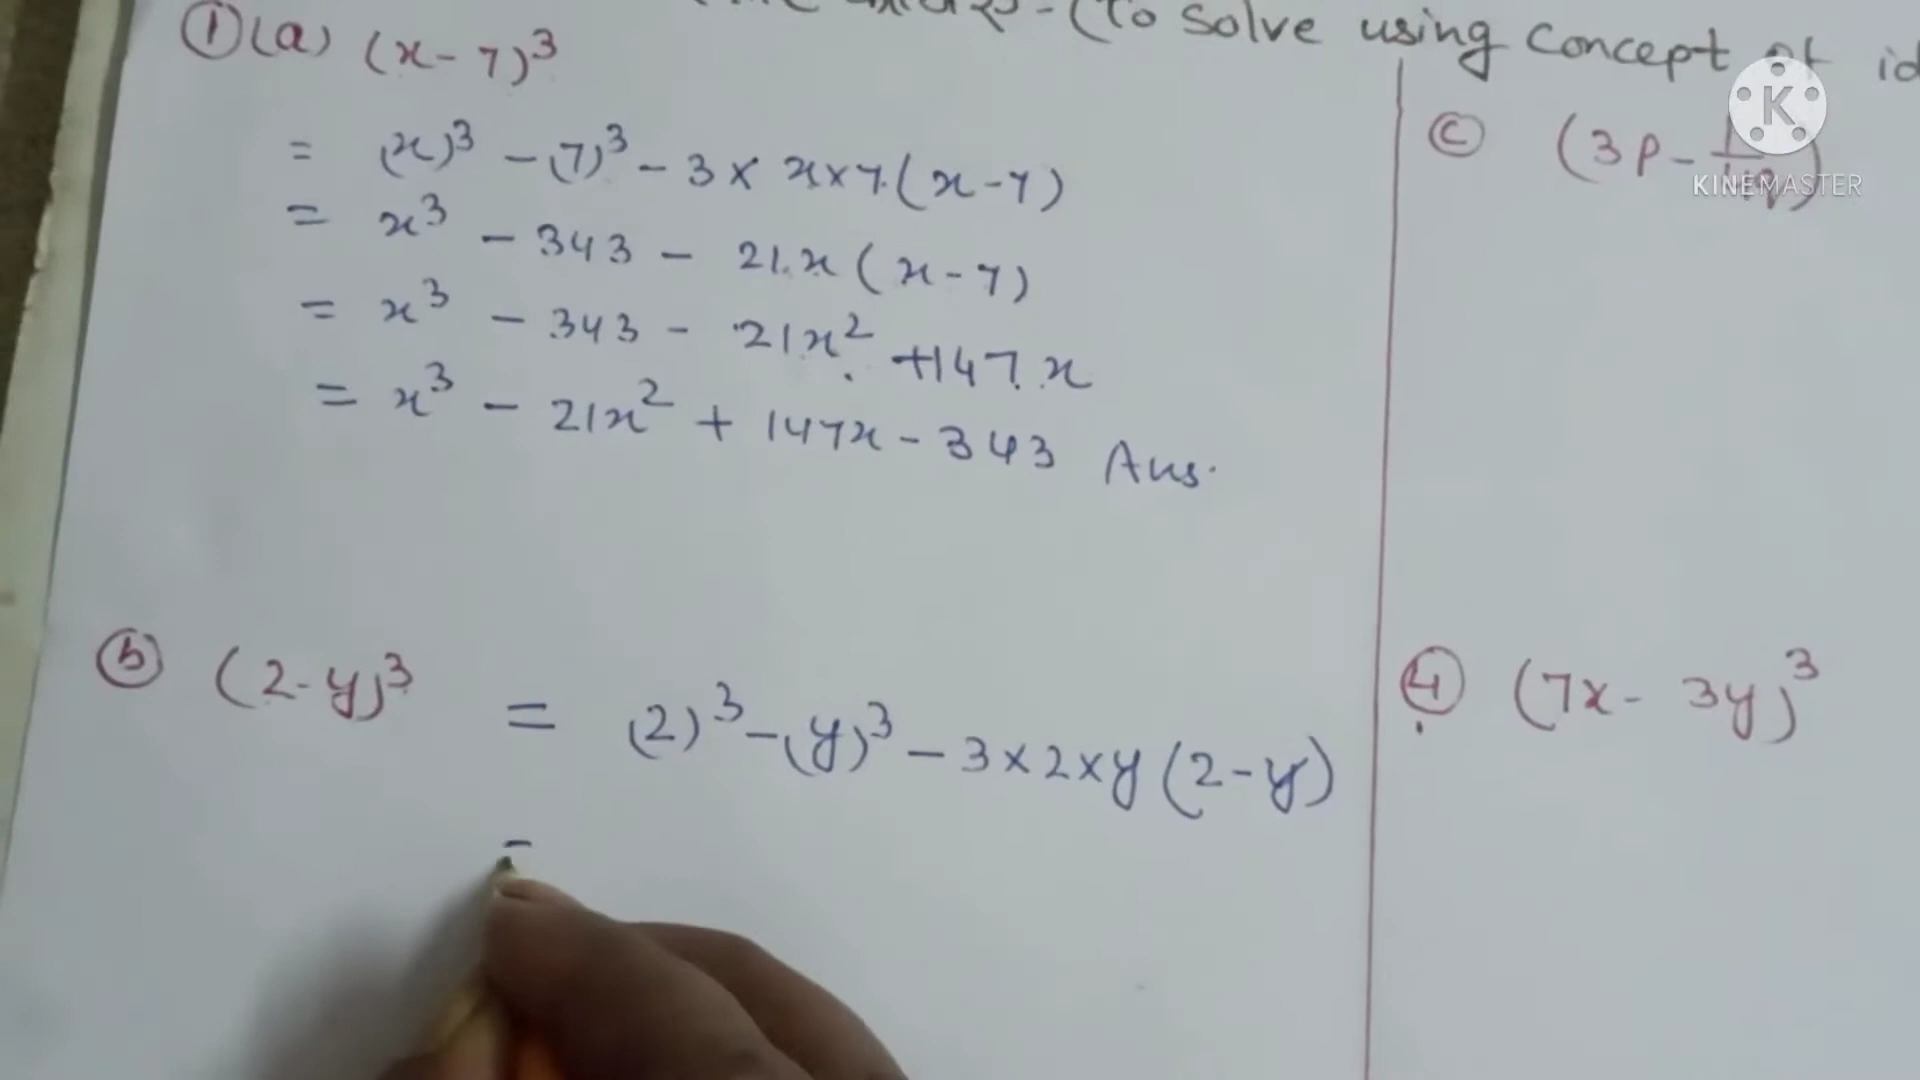 (To solve using concept of id
① (a) (x - 7)³
= (x)³ - (7)³ - 3 × x × 7 (x - 7)
= x³ - 343 - 21x (x - 7)
= x³ - 343 - 21x² + 147x
= x³ - 21x² + 147x - 343 Ans.
ⓑ (2-y)³ = (2)³ - (y)³ - 3 × 2 × y (2 - y)
=
ⓒ (3p -
K
KINEMASTER
④ (7x - 3y)³